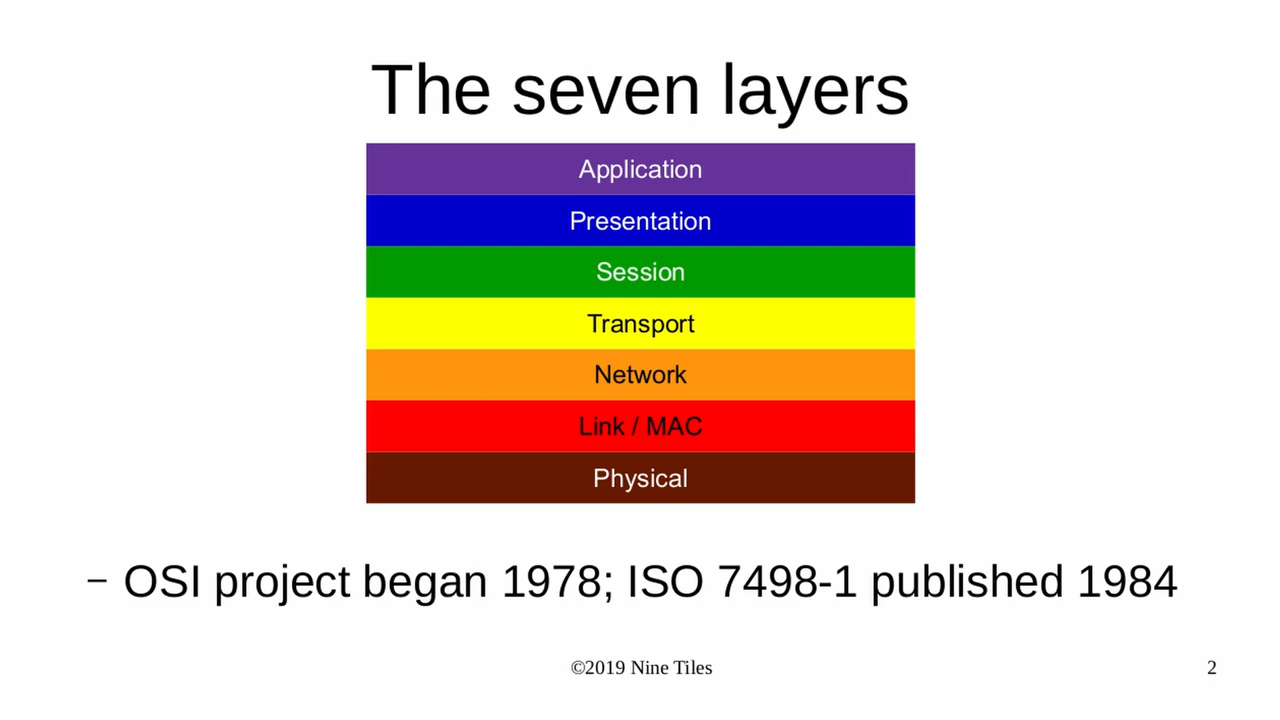 The seven layers
Application
Presentation
Session
Transport
Network
Link / MAC
Physical
– OSI project began 1978; ISO 7498-1 published 1984
©2019 Nine Tiles
2